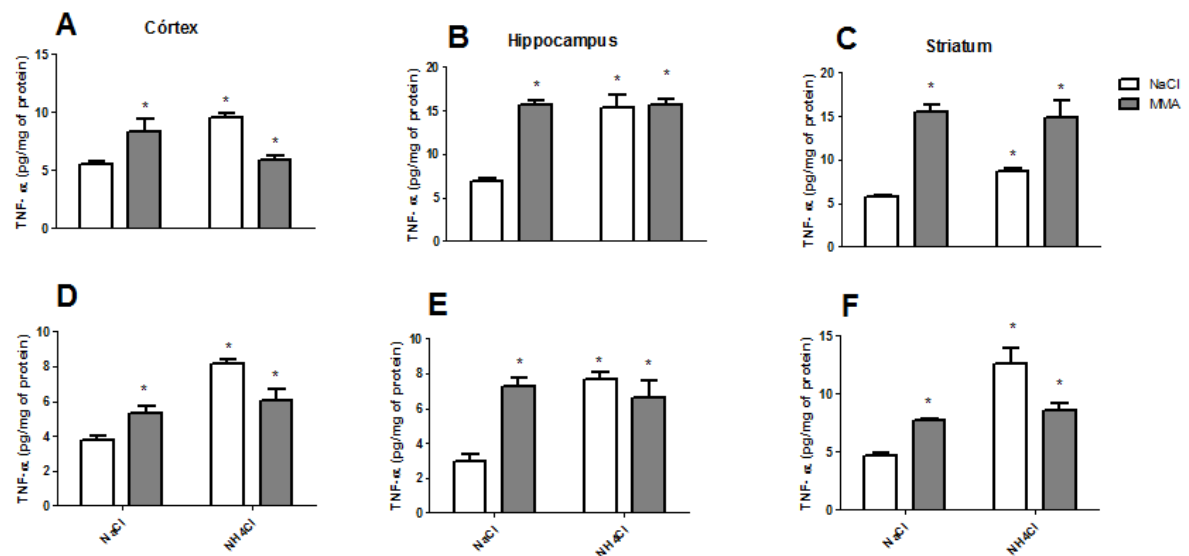 A
Córtex
TNF- α (pg/mg of protein)
15
10
5
0
*
*
*
B
Hippocampus
TNF- α (pg/mg of protein)
20
15
10
5
0
*
*
*
C
Striatum
TNF- α (pg/mg of protein)
20
15
10
5
0
*
*
*
NaCl
MMA
D
TNF- α (pg/mg of protein)
10
8
6
4
2
0
*
*
*
NaCl
NH4Cl
E
TNF- α (pg/mg of protein)
10
8
6
4
2
0
*
*
*
NaCl
NH4Cl
F
TNF- α (pg/mg of protein)
15
10
5
0
*
*
*
NaCl
NH4Cl